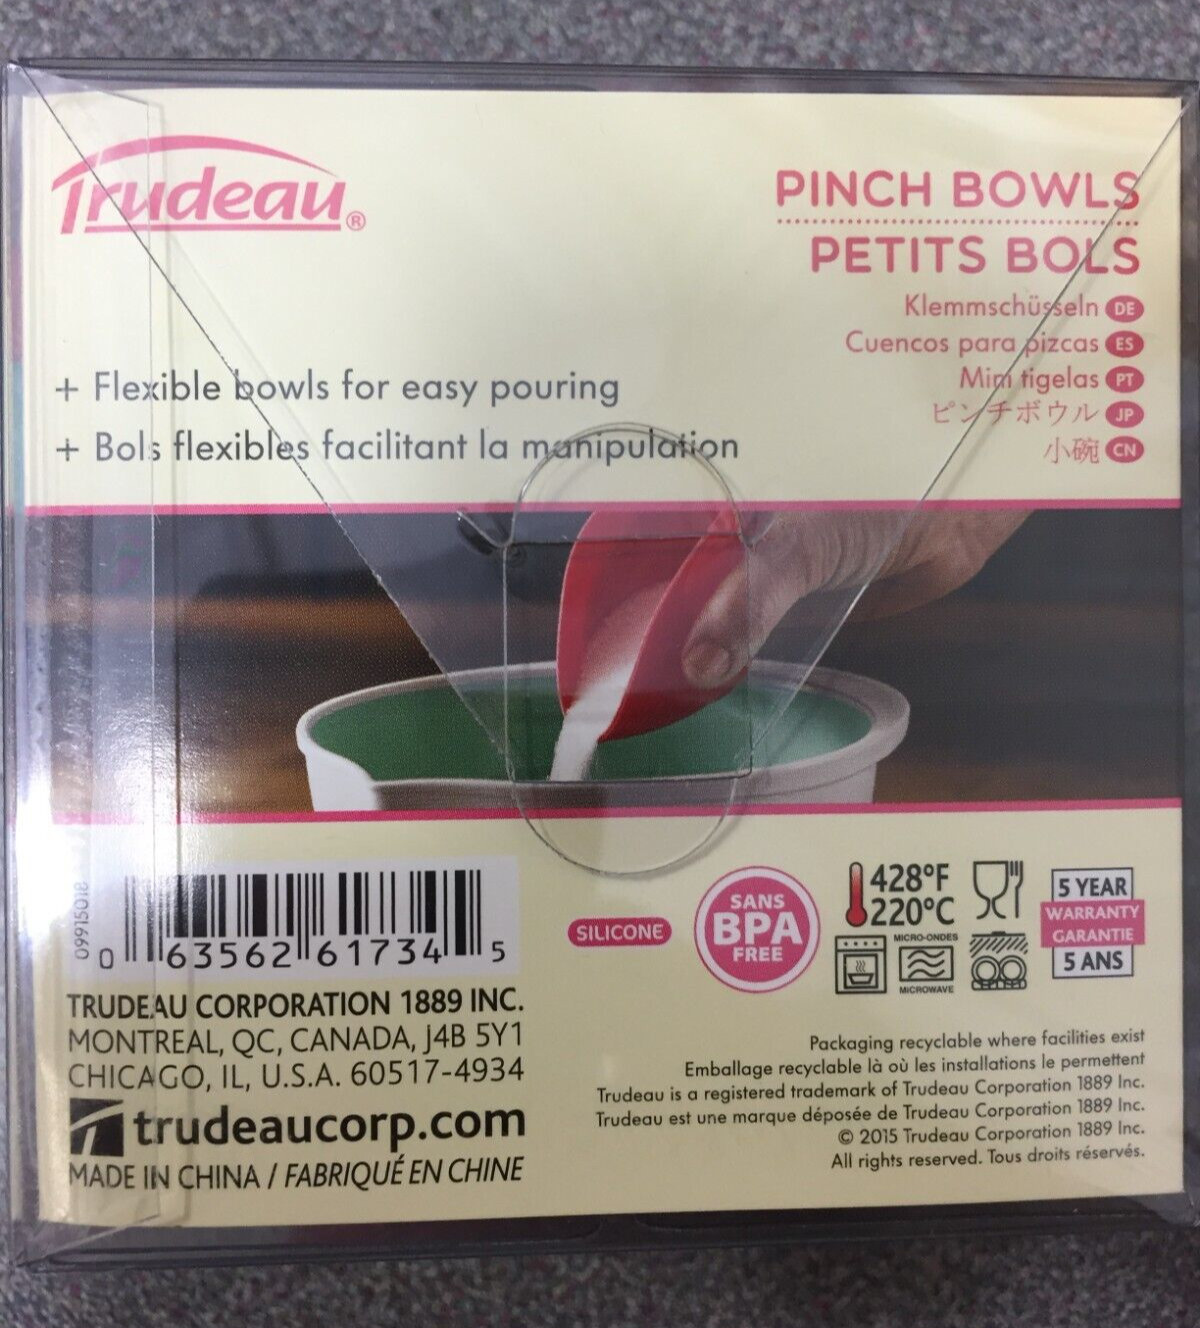 Trudeau®
PINCH BOWLS
PETITS BOLS
Klemmschüsseln DE
Cuencos para pizcas ES
Mim tigelas PT
ピンチボウル JP
小碗 CN
+ Flexible bowls for easy pouring
+ Bols flexibles facilitant la manipulation
09915018
0 63562 61734 5
SILICONE
SANS
BPA
FREE
428°F
220°C
MICRO-ONDES
MICROWAVE
5 YEAR
WARRANTY
GARANTIE
5 ANS
TRUDEAU CORPORATION 1889 INC.
MONTREAL, QC, CANADA, J4B 5Y1
CHICAGO, IL, U.S.A. 60517-4934
trudeaucorp.com
MADE IN CHINA / FABRIQUÉ EN CHINE
Packaging recyclable where facilities exist
Emballage recyclable là où les installations le permettent
Trudeau is a registered trademark of Trudeau Corporation 1889 Inc.
Trudeau est une marque déposée de Trudeau Corporation 1889 Inc.
© 2015 Trudeau Corporation 1889 Inc.
All rights reserved. Tous droits réservés.